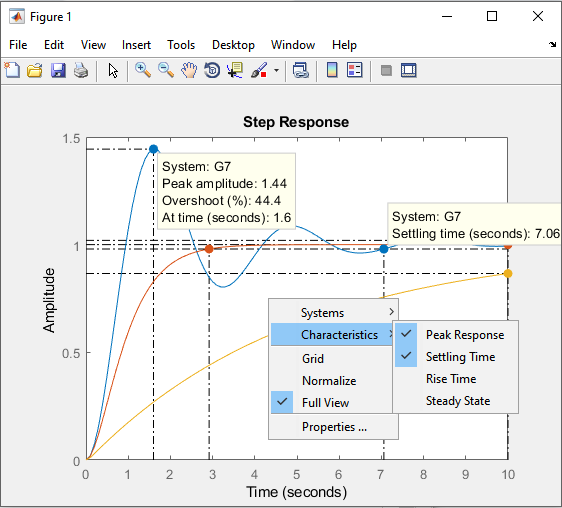 Figure 1
File Edit View Insert Tools Desktop Window Help
Step Response
1.5
System: G7
Peak amplitude: 1.44
Overshoot (%): 44.4
At time (seconds): 1.6
System: G7
Settling time (seconds): 7.06
1
Amplitude
Systems
Characteristics
Grid
Normalize
Full View
Properties ...
Peak Response
Settling Time
Rise Time
Steady State
0.5
0
0 1 2 3 4 5 6 7 8 9 10
Time (seconds)